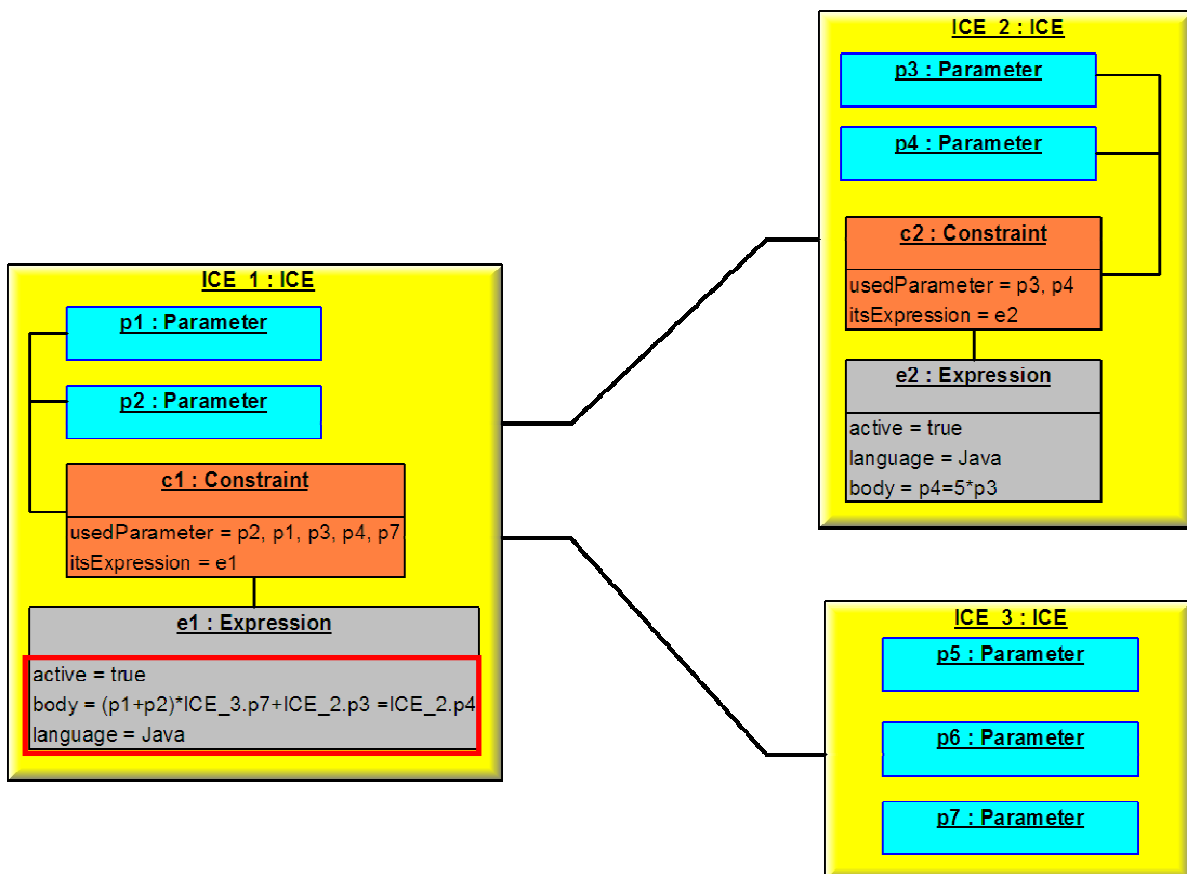 ICE_1 : ICE
p1 : Parameter
p2 : Parameter
c1 : Constraint
usedParameter = p2, p1, p3, p4, p7
itsExpression = e1
e1 : Expression
active = true
body = (p1+p2)*ICE_3.p7+ICE_2.p3 =ICE_2.p4
language = Java
ICE_2 : ICE
p3 : Parameter
p4 : Parameter
c2 : Constraint
usedParameter = p3, p4
itsExpression = e2
e2 : Expression
active = true
language = Java
body = p4=5*p3
ICE_3 : ICE
p5 : Parameter
p6 : Parameter
p7 : Parameter